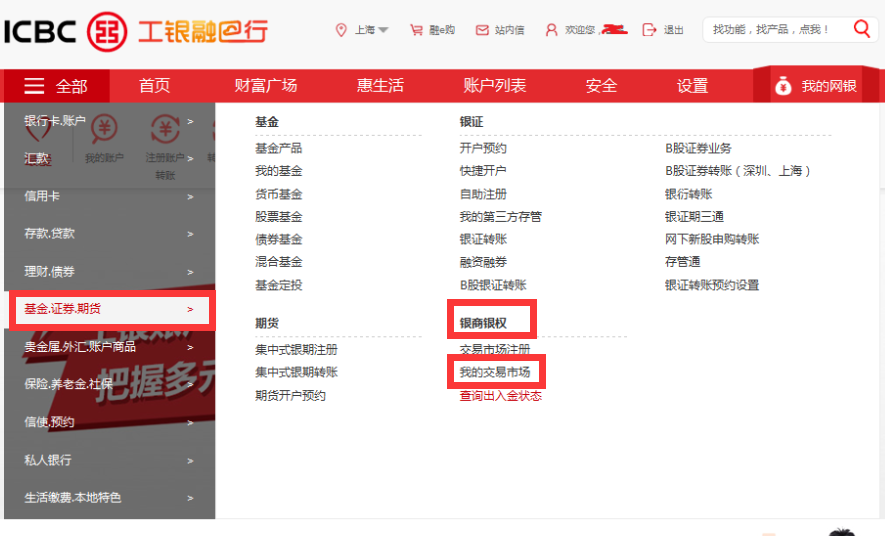 ICBC 工银融e行
上海 融e购 站内信 欢迎您, 退出 找功能，找产品，点我！
全部 首页 财富广场 惠生活 账户列表 安全 设置 我的网银
银行卡.账户 >
汇款 >
信用卡 >
存款.贷款 >
理财.债券 >
基金.证券.期货 >
贵金属.外汇.账户商品 >
保险.养老金.社保 >
信使.预约 >
私人银行 >
生活缴费.本地特色 >
我的账户
注册账户
转账
把握多
基金
基金产品
我的基金
货币基金
股票基金
债券基金
混合基金
基金定投
银证
开户预约
快捷开户
自助注册
我的第三方存管
银证转账
融资融券
B股银证转账
B股证券业务
B股证券转账（深圳、上海）
银衍转账
银证期三通
网下新股申购转账
存管通
银证转账预约设置
期货
集中式银期注册
集中式银期转账
期货开户预约
银商银权
交易市场注册
我的交易市场
查询出入金状态